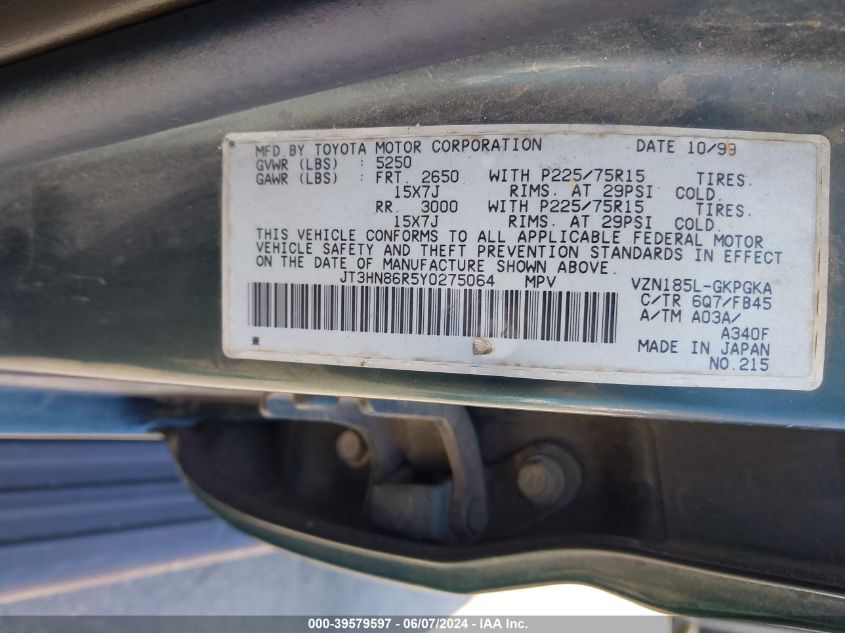 MFD.BY TOYOTA MOTOR CORPORATION DATE 10/99
GVWR (LBS) : 5250
GAWR (LBS) : FRT. 2650 WITH P225/75R15 TIRES.
15X7J RIMS. AT 29PSI COLD.
RR. 3000 WITH P225/75R15 TIRES.
15X7J RIMS. AT 29PSI COLD.
THIS VEHICLE CONFORMS TO ALL APPLICABLE FEDERAL MOTOR
VEHICLE SAFETY AND THEFT PREVENTION STANDARDS IN EFFECT
ON THE DATE OF MANUFACTURE SHOWN ABOVE.
JT3HN86R5Y0275064 MPV VZN185L-GKPGKA
C/TR 6Q7/FB45
A/TM A03A/
A340F
MADE IN JAPAN
NO.215
000-39579597 - 06/07/2024 - IAA Inc.